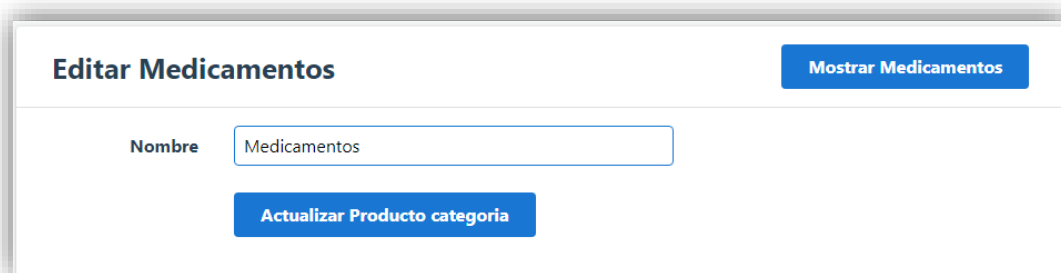 Editar Medicamentos
Mostrar Medicamentos
Nombre
Medicamentos
Actualizar Producto categoria